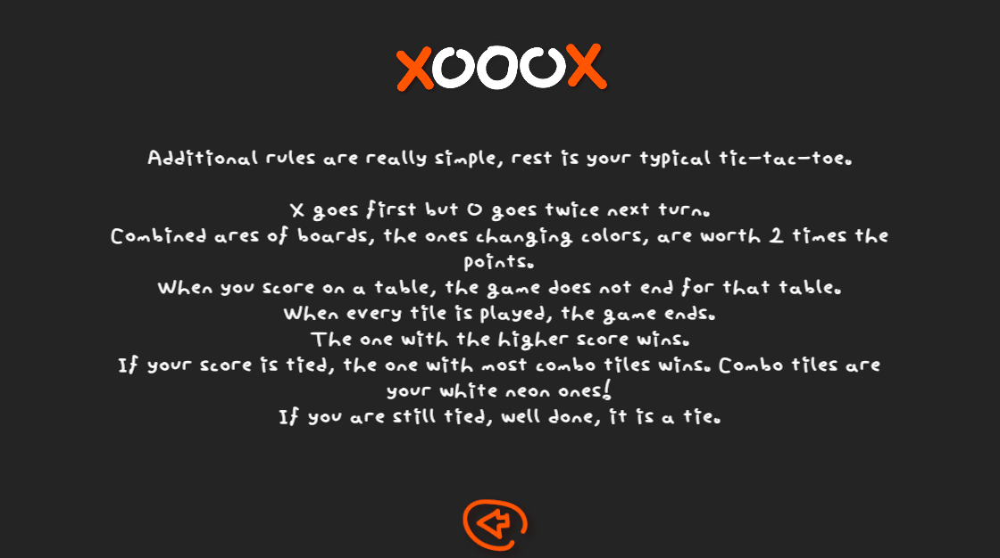 XOOOX
Additional rules are really simple, rest is your typical tic-tac-toe.
X goes first but O goes twice next turn.
Combined ares of boards, the ones changing colors, are worth 2 times the
points.
When you score on a table, the game does not end for that table.
When every tile is played, the game ends.
The one with the higher score wins.
If your score is tied, the one with most combo tiles wins. Combo tiles are
your white neon ones!
If you are still tied, well done, it is a tie.